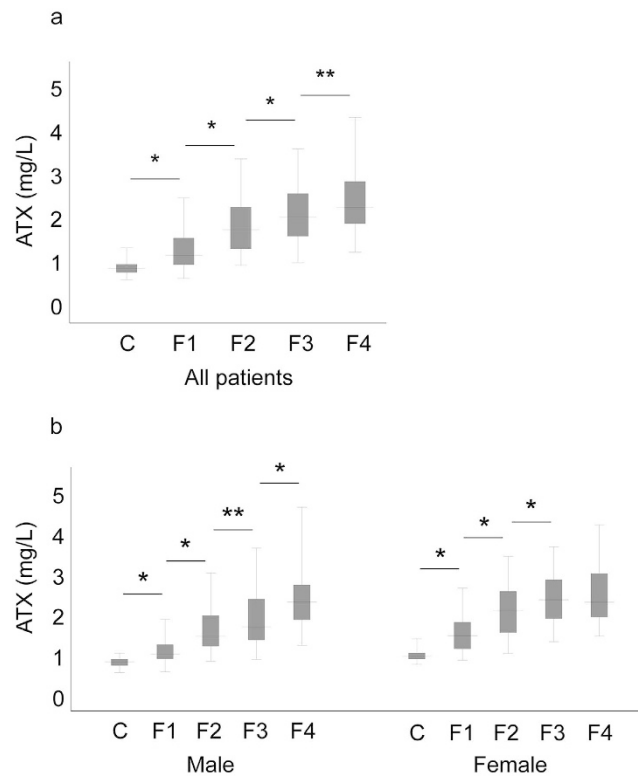 a
ATX (mg/L)
5
4
3
2
1
0
*
*
*
**
C F1 F2 F3 F4
All patients
b
ATX (mg/L)
5
4
3
2
1
0
*
*
**
*
*
*
*
C F1 F2 F3 F4 C F1 F2 F3 F4
Male Female